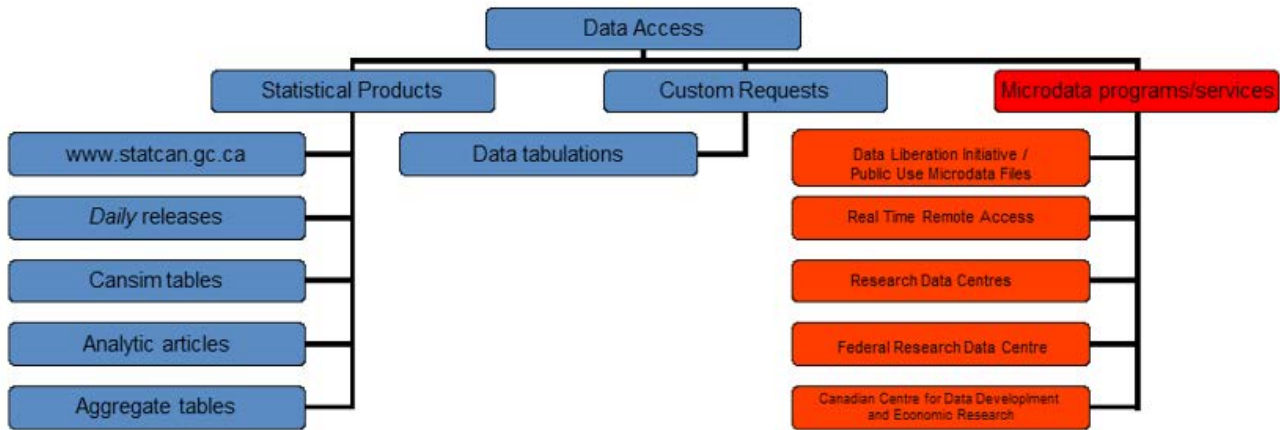 Data Access
Statistical Products
Custom Requests
Microdata programs/services
www.statcan.gc.ca
Daily releases
Cansim tables
Analytic articles
Aggregate tables
Data tabulations
Data Liberation Initiative /
Public Use Microdata Files
Real Time Remote Access
Research Data Centres
Federal Research Data Centre
Canadian Centre for Data Development
and Economic Research